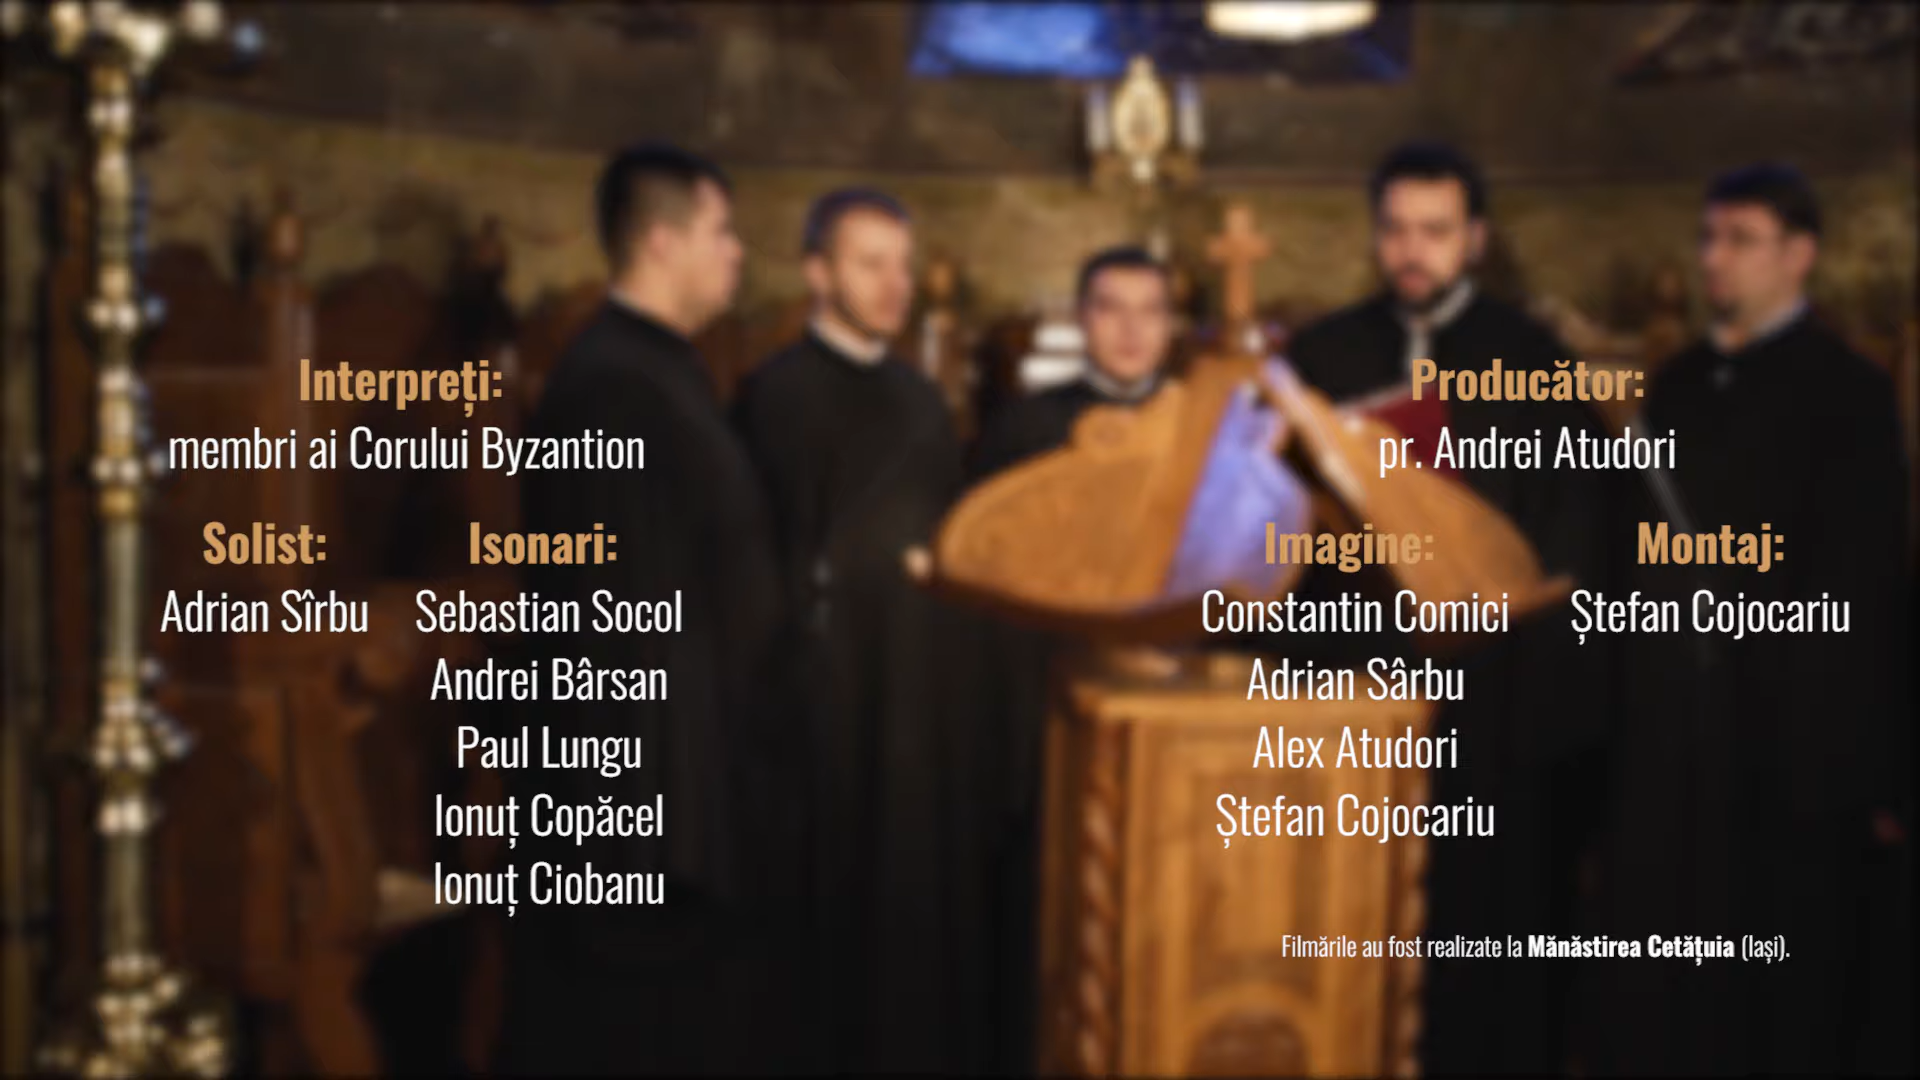 Interpreți:
membri ai Corului Byzantion
Solist:
Adrian Sîrbu
Isonari:
Sebastian Socol
Andrei Bârsan
Paul Lungu
Ionuț Copăcel
Ionuț Ciobanu
Producător:
pr. Andrei Atudori
Imagine:
Constantin Comici
Adrian Sârbu
Alex Atudori
Ștefan Cojocariu
Montaj:
Ștefan Cojocariu
Filmările au fost realizate la Mănăstirea Cetățuia (Iași).